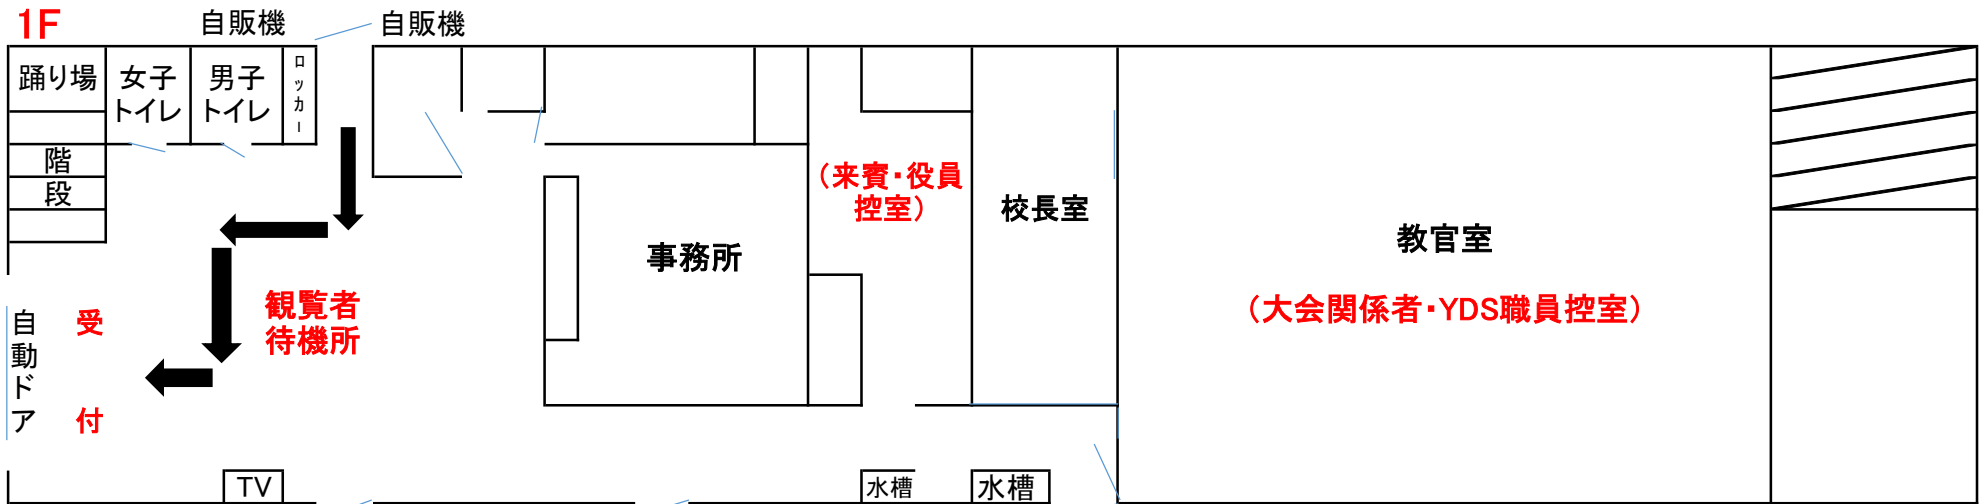 1F
自販機
自販機
踊り場
女子
トイレ
男子
トイレ
ロッカー
階
段
(来賓・役員
控室)
校長室
教官室
事務所
(大会関係者・YDS職員控室)
観覧者
待機所
自動ドア
受付
TV
水槽
水槽